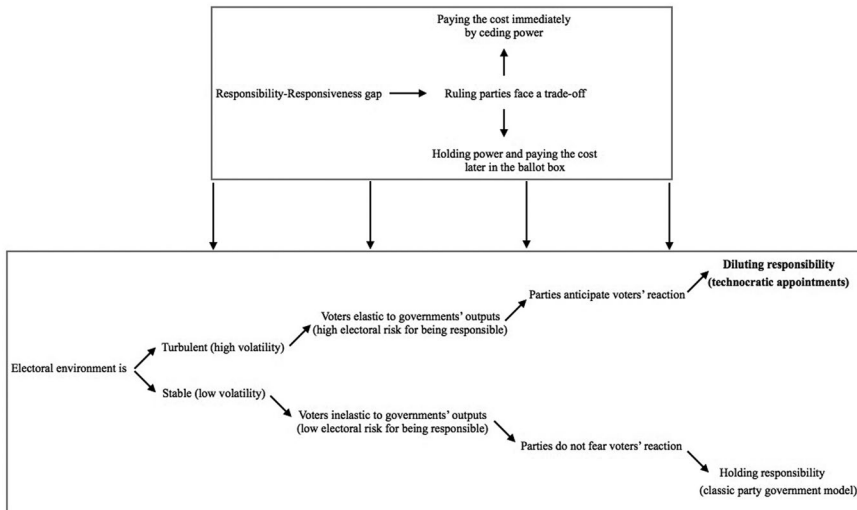 Paying the cost immediately
by ceding power
Responsibility-Responsiveness gap
Ruling parties face a trade-off
Holding power and paying the cost
later in the ballot box
Diluting responsibility
(technocratic appointments)
Parties anticipate voters' reaction
Voters elastic to governments' outputs
(high electoral risk for being responsible)
Turbulent (high volatility)
Electoral environment is
Stable (low volatility)
Voters inelastic to governments' outputs
(low electoral risk for being responsible)
Parties do not fear voters' reaction
Holding responsibility
(classic party government model)